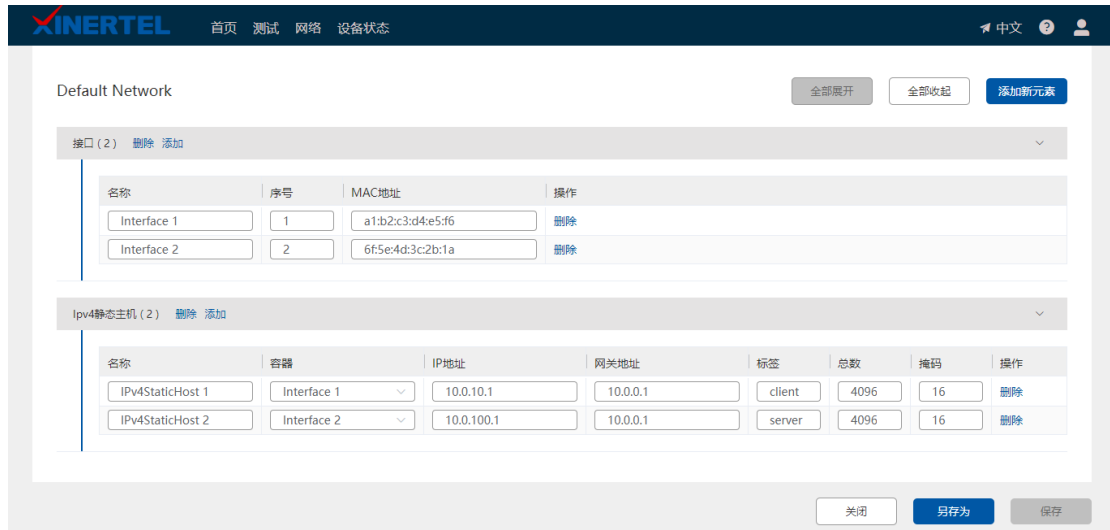 XINERTEL 首页 测试 网络 设备状态 中文
Default Network 全部展开 全部收起 添加新元素
接口 ( 2 ) 删除 添加
名称 序号 MAC地址 操作
Interface 1 1 a1:b2:c3:d4:e5:f6 删除
Interface 2 2 6f:5e:4d:3c:2b:1a 删除
Ipv4静态主机 ( 2 ) 删除 添加
名称 容器 IP地址 网关地址 标签 总数 掩码 操作
IPv4StaticHost 1 Interface 1 10.0.10.1 10.0.0.1 client 4096 16 删除
IPv4StaticHost 2 Interface 2 10.0.100.1 10.0.0.1 server 4096 16 删除
关闭 另存为 保存